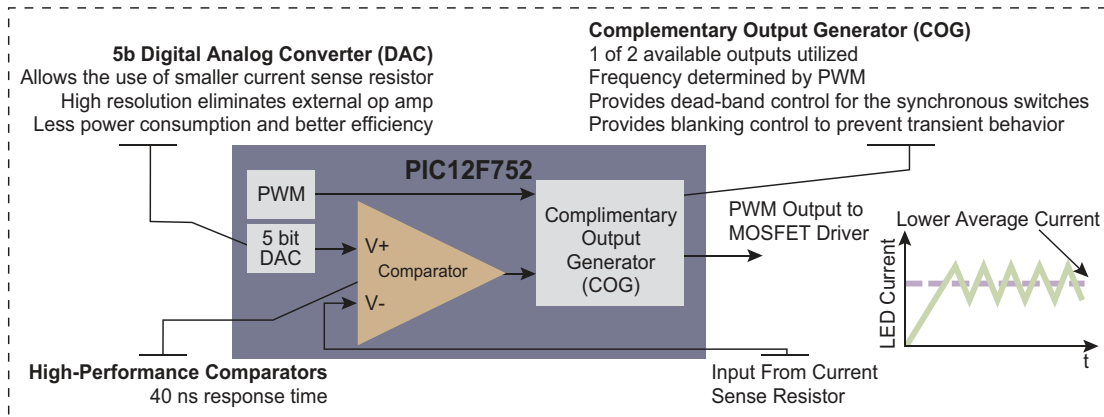 5b Digital Analog Converter (DAC)
Allows the use of smaller current sense resistor
High resolution eliminates external op amp
Less power consumption and better efficiency
Complementary Output Generator (COG)
1 of 2 available outputs utilized
Frequency determined by PWM
Provides dead-band control for the synchronous switches
Provides blanking control to prevent transient behavior
PIC12F752
PWM
5 bit
DAC
V+
Comparator
V-
Complimentary
Output
Generator
(COG)
PWM Output to
MOSFET Driver
Lower Average Current
LED Current
t
High-Performance Comparators
40 ns response time
Input From Current
Sense Resistor